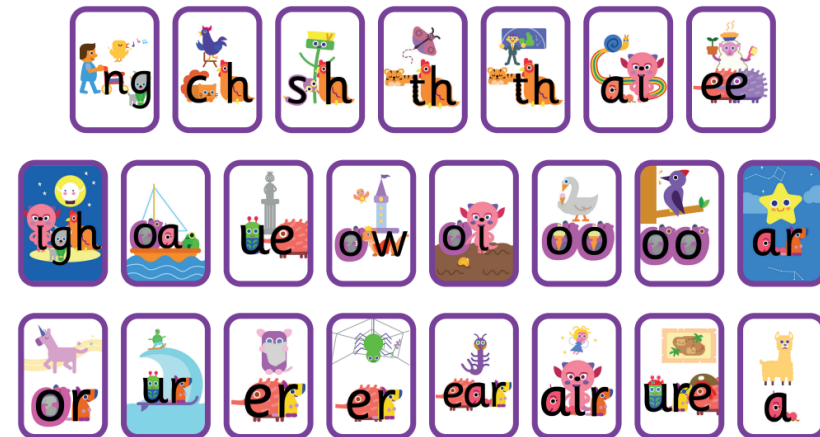 ng ch sh th th ai ee
igh oa ue ow oi oo oo ar
or ur er er ear air ure a